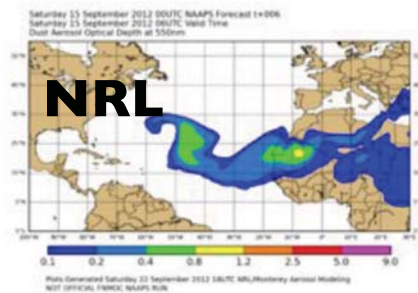 Saturday 15 September 2012 00UTC NAAPS Forecast t+006
Saturday 15 September 2012 06UTC Valid Time
Dust Aerosol Optical Depth at 550nm
NRL
0.1 0.2 0.4 0.8 1.2 2.5 5.0 9.0
Plots Generated Saturday 22 September 2012 18UTC NRL/Monterey Aerosol Modeling
NOT OFFICIAL FNMOC NAAPS RUN